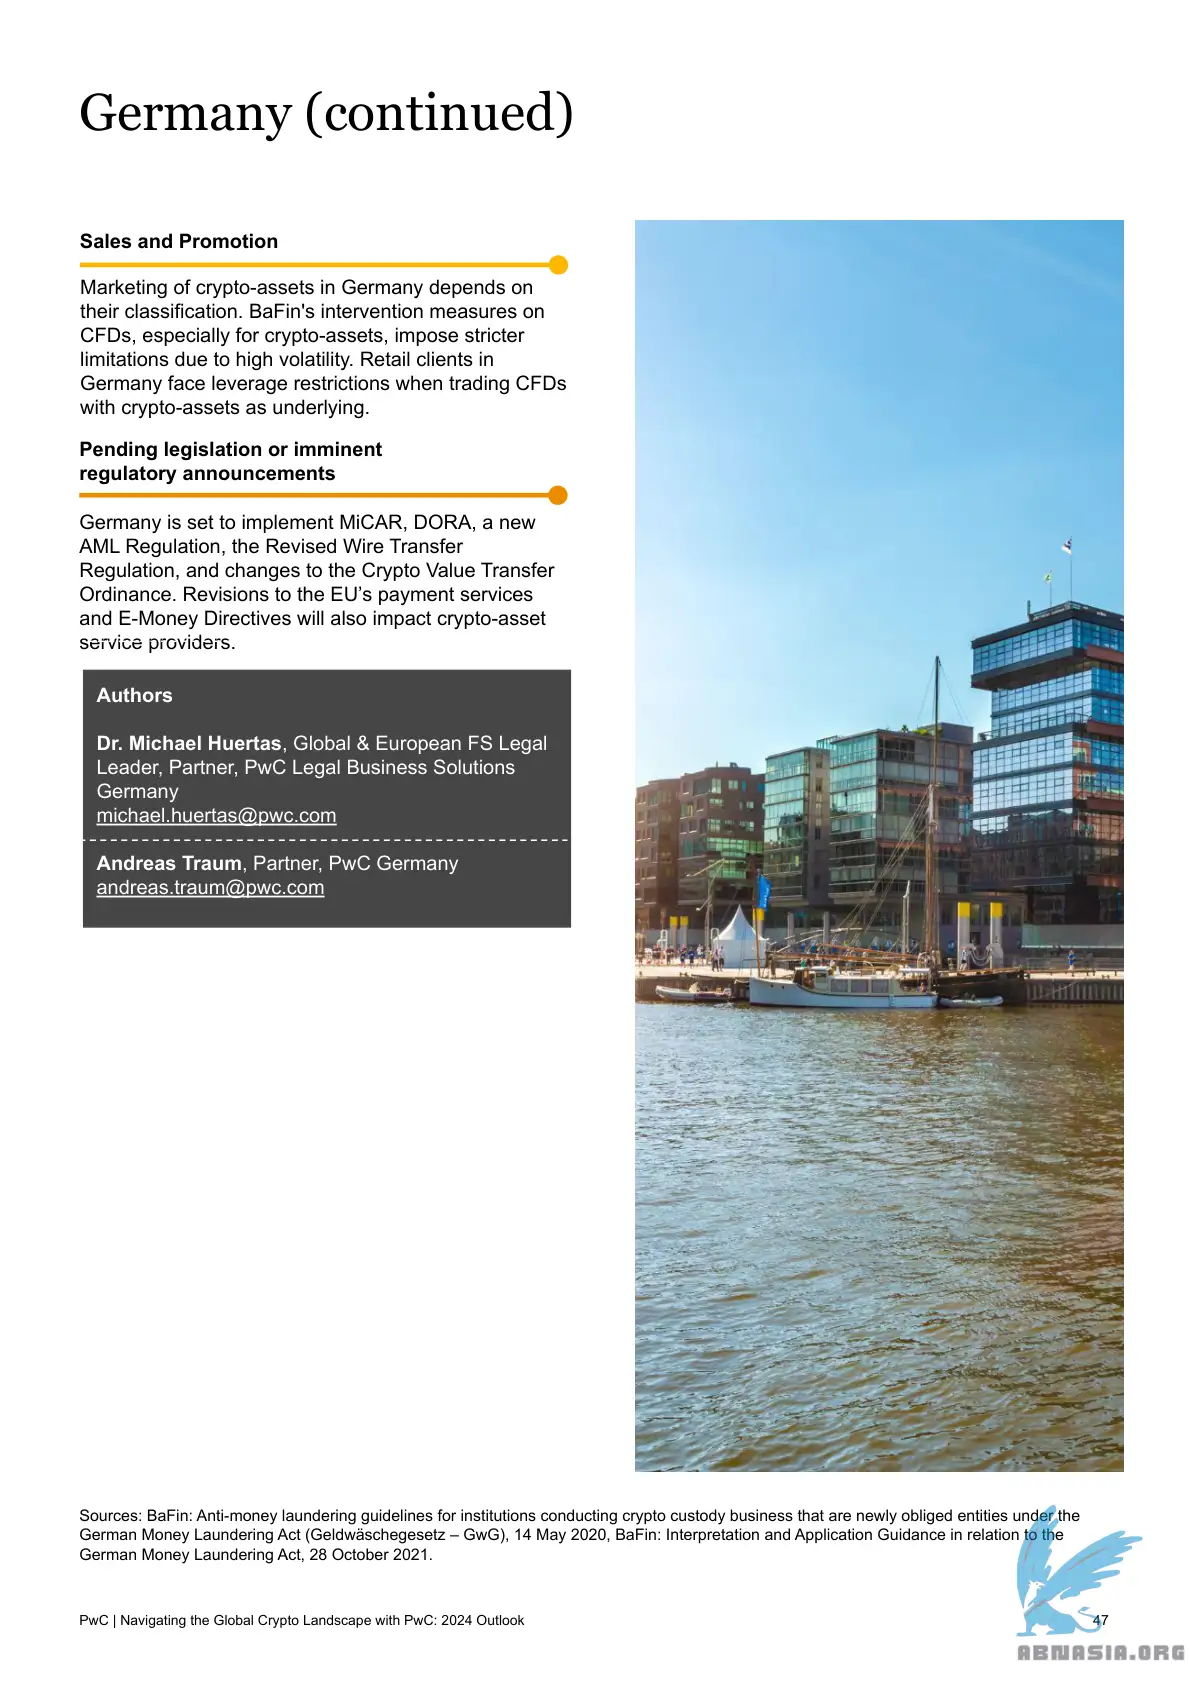 Germany (continued)
Sales and Promotion
Marketing of crypto-assets in Germany depends on
their classification. BaFin's intervention measures on
CFDs, especially for crypto-assets, impose stricter
limitations due to high volatility. Retail clients in
Germany face leverage restrictions when trading CFDs
with crypto-assets as underlying.
Pending legislation or imminent
regulatory announcements
Germany is set to implement MiCAR, DORA, a new
AML Regulation, the Revised Wire Transfer
Regulation, and changes to the Crypto Value Transfer
Ordinance. Revisions to the EU’s payment services
and E-Money Directives will also impact crypto-asset
service providers.
Authors
Dr. Michael Huertas, Global & European FS Legal
Leader, Partner, PwC Legal Business Solutions
Germany
michael.huertas@pwc.com
Andreas Traum, Partner, PwC Germany
andreas.traum@pwc.com
Sources: BaFin: Anti-money laundering guidelines for institutions conducting crypto custody business that are newly obliged entities under the
German Money Laundering Act (Geldwäschegesetz – GwG), 14 May 2020, BaFin: Interpretation and Application Guidance in relation to the
German Money Laundering Act, 28 October 2021.
PwC | Navigating the Global Crypto Landscape with PwC: 2024 Outlook
47
ABNASIA.ORG